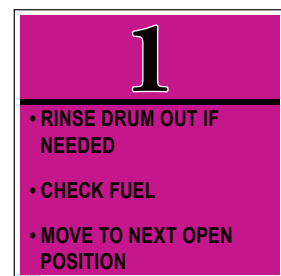 1
• RINSE DRUM OUT IF
NEEDED
• CHECK FUEL
• MOVE TO NEXT OPEN
POSITION